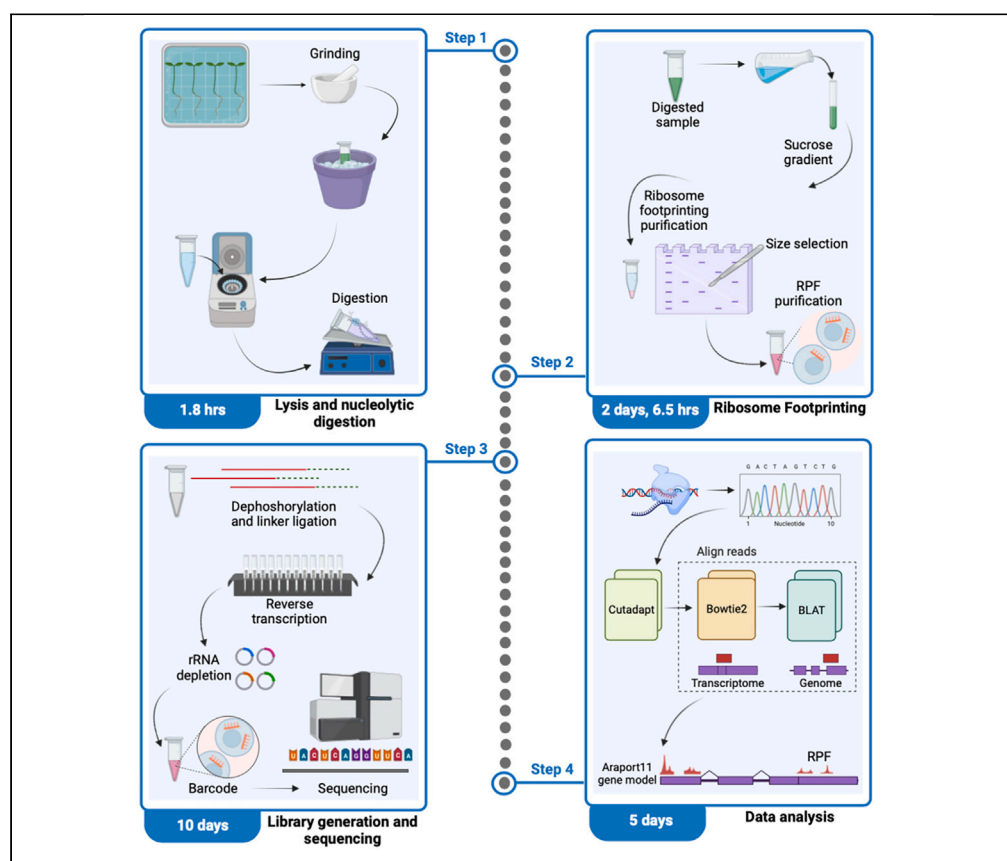 Step 1
Grinding
Digestion
1.8 hrs
Lysis and nucleolytic
digestion
Step 2
Digested
sample
Sucrose
gradient
Ribosome
footprinting
purification
Size selection
RPF
purification
2 days, 6.5 hrs
Ribosome Footprinting
Step 3
Dephoshorylation
and linker ligation
Reverse
transcription
rRNA
depletion
Barcode
U A C U C A G G U U C A
Sequencing
10 days
Library generation and
sequencing
Step 4
G A C T A G T C T G
1 Nucleotide 10
Align reads
Cutadapt
Bowtie2
BLAT
Transcriptome
Genome
Araport11
gene model
RPF
5 days
Data analysis